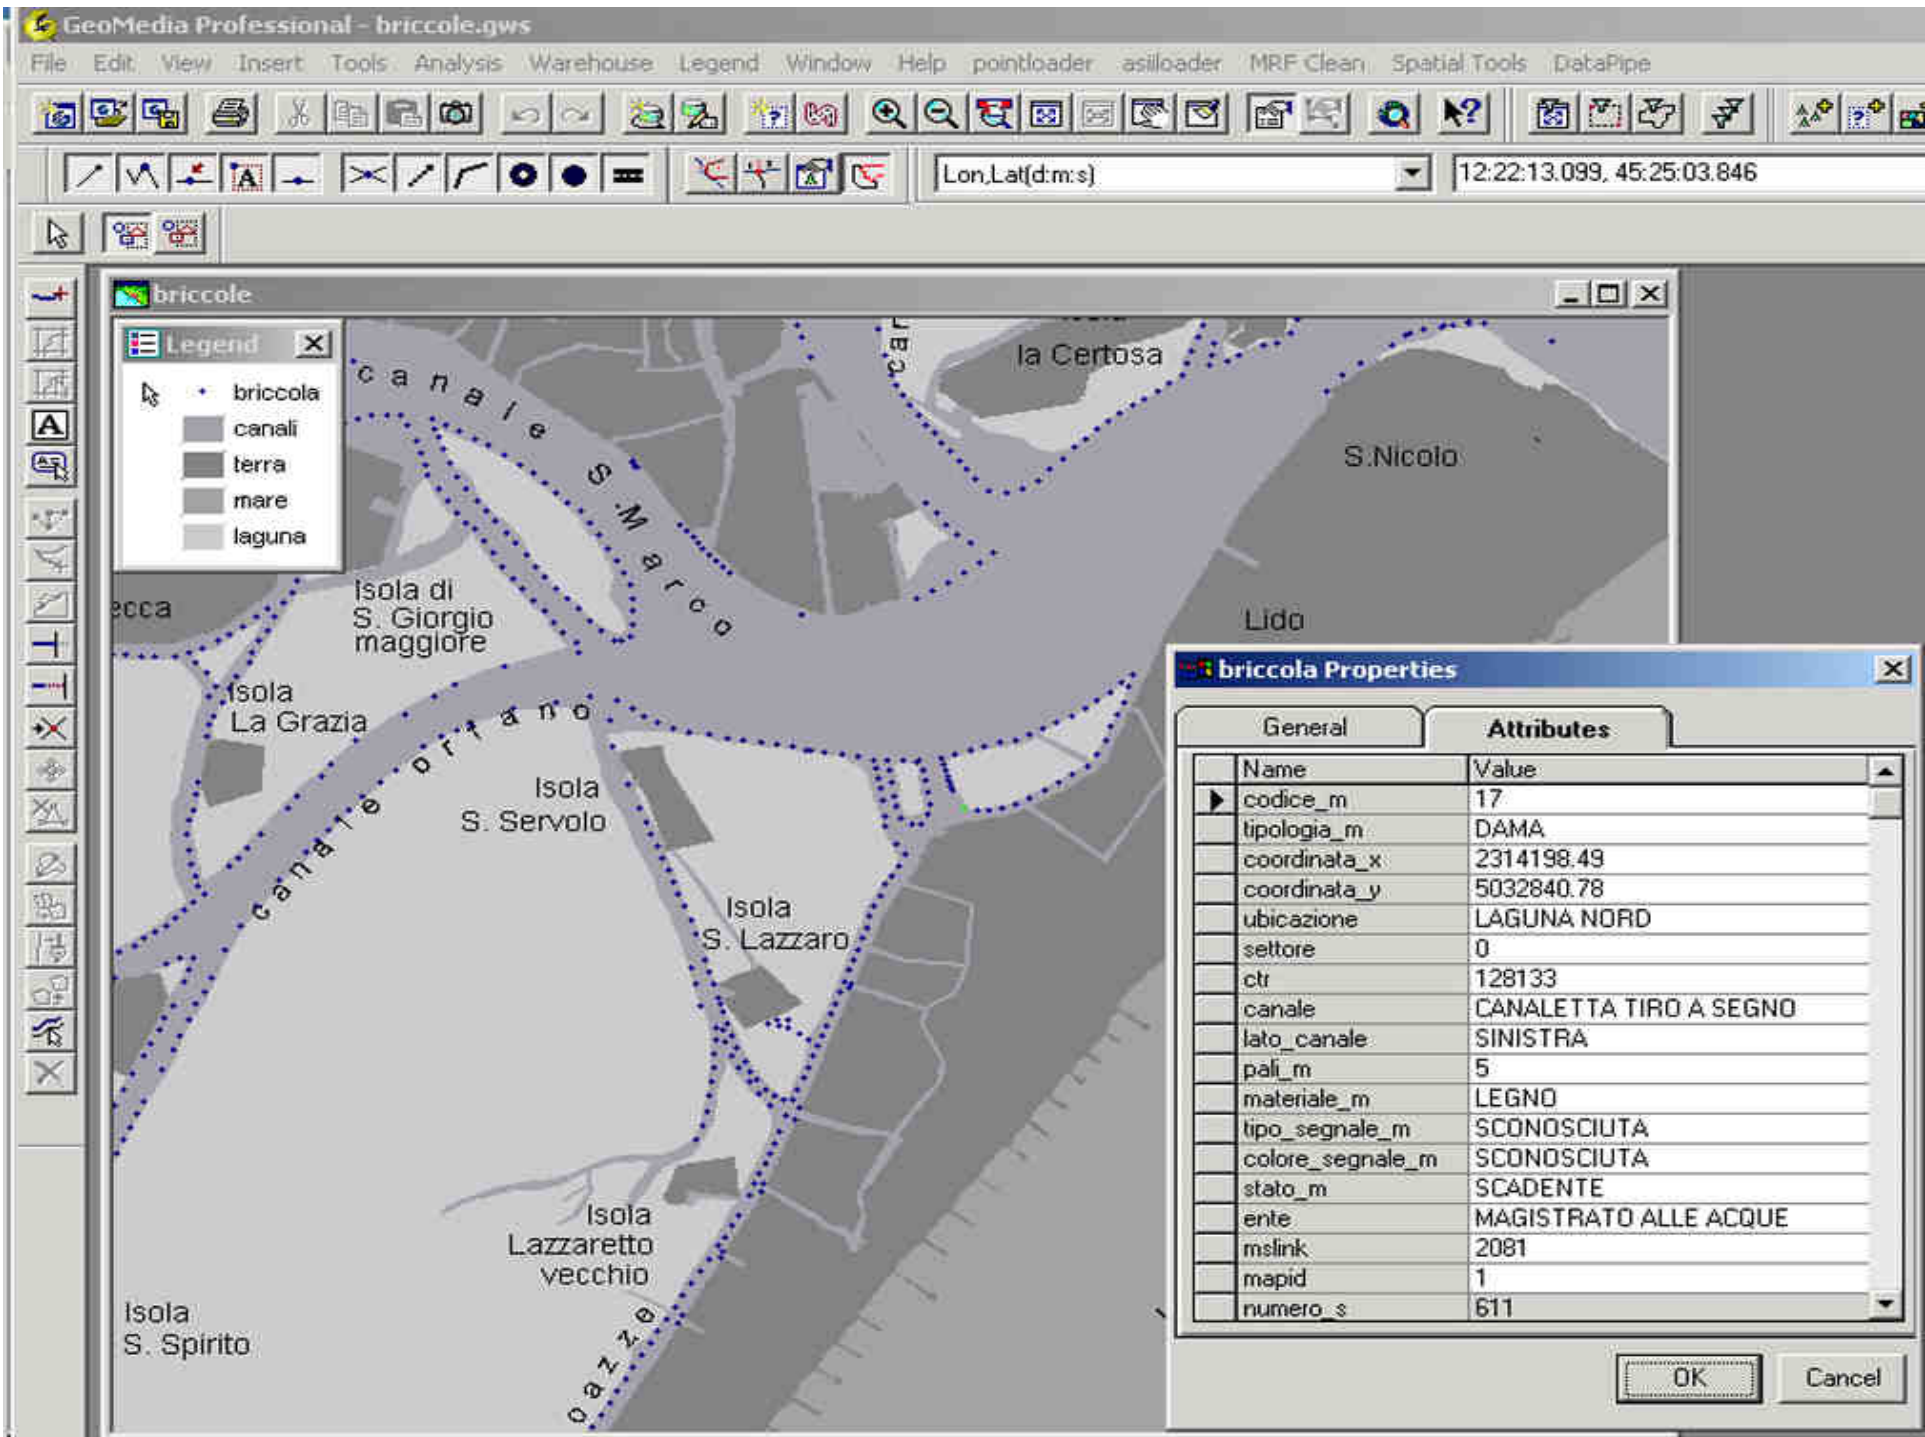 GeoMedia Professional - briccole.gws
File Edit View Insert Tools Analysis Warehouse Legend Window Help pointloader asiiloader MRF Clean Spatial Tools DataPipe
Lon,Lat(d:m:s) 12:22:13.099, 45:25:03.846
briccole
Legend
briccola
canali
terra
mare
laguna
canale S.Marco
la Certosa
S.Nicolo
Lido
ecca
Isola di
S. Giorgio
maggiore
Isola
La Grazia
canale orfano
Isola
S. Servolo
Isola
S. Lazzaro
Isola
Lazzaretto
vecchio
Isola
S. Spirito
oazze
briccola Properties
General Attributes
Name Value
codice_m 17
tipologia_m DAMA
coordinata_x 2314198.49
coordinata_y 5032840.78
ubicazione LAGUNA NORD
settore 0
ctr 128133
canale CANALETTA TIRO A SEGNO
lato_canale SINISTRA
pali_m 5
materiale_m LEGNO
tipo_segnale_m SCONOSCIUTA
colore_segnale_m SCONOSCIUTA
stato_m SCADENTE
ente MAGISTRATO ALLE ACQUE
mslink 2081
mapid 1
numero_s 611
OK Cancel